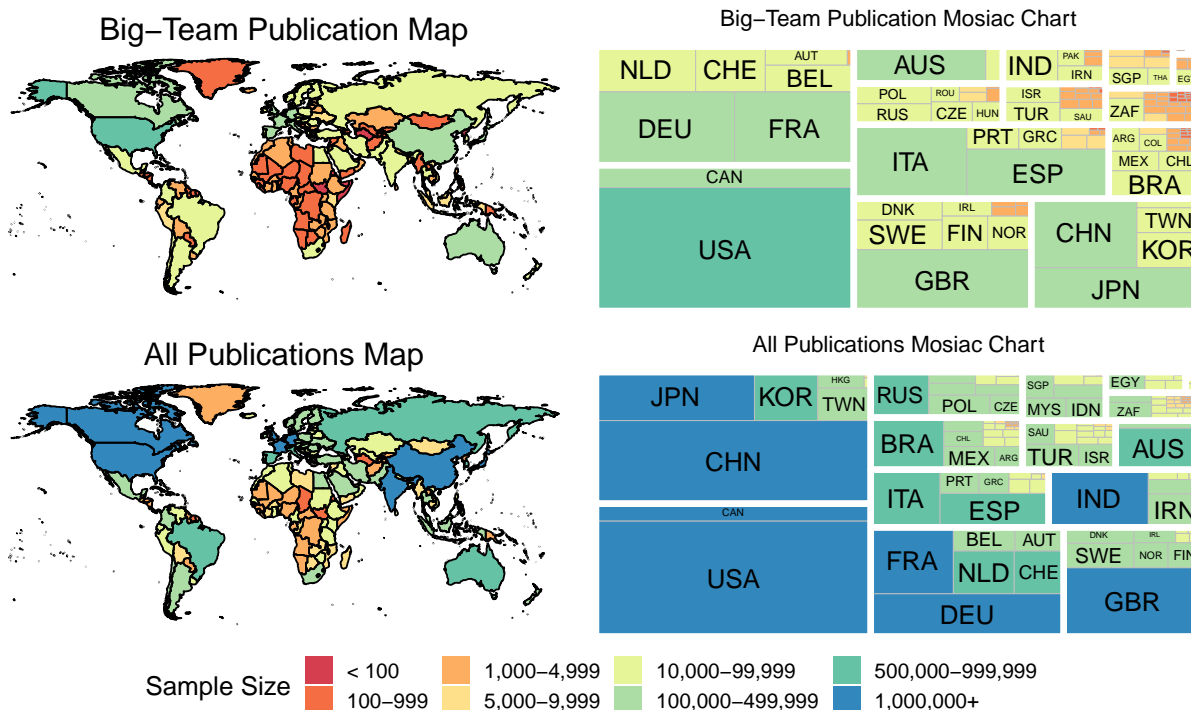 Big−Team Publication Map
Big−Team Publication Mosiac Chart
NLD
CHE
AUT
BEL
DEU
FRA
CAN
USA
AUS
IND
PAK
IRN
SGP
THA
EG
POL
RUS
ROU
CZE
HUN
ISR
TUR
SAU
ZAF
ITA
PRT
GRC
ESP
ARG
COL
MEX
CHL
BRA
DNK
SWE
IRL
FIN
NOR
GBR
CHN
TWN
KOR
JPN
All Publications Map
All Publications Mosiac Chart
JPN
KOR
HKG
TWN
CHN
CAN
USA
RUS
POL
CZE
SGP
MYS
IDN
EGY
ZAF
BRA
CHL
MEX
ARG
SAU
TUR
ISR
AUS
ITA
PRT
GRC
ESP
IND
IRN
FRA
BEL
AUT
NLD
CHE
DEU
DNK
SWE
IRL
NOR
FIN
GBR
Sample Size
< 100
100−999
1,000−4,999
5,000−9,999
10,000−99,999
100,000−499,999
500,000−999,999
1,000,000+